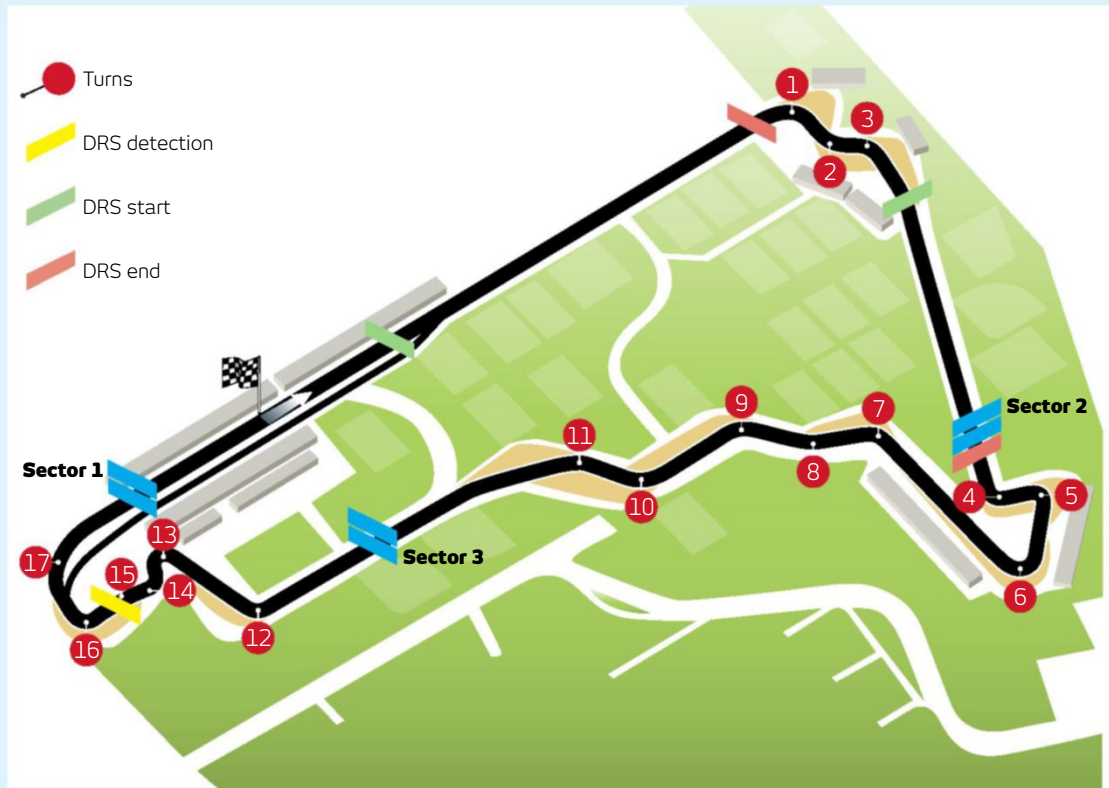 Turns
DRS detection
DRS start
DRS end
1
3
2
Sector 2
9
7
11
8
4
5
Sector 1
10
13
Sector 3
17
15
14
6
12
16